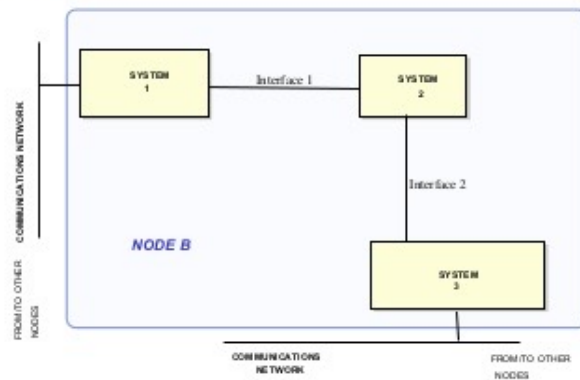 SYSTEM
1
Interface 1
SYSTEM
2
COMMUNICATIONS NETWORK
Interface 2
NODE B
SYSTEM
3
FROM/TO OTHER
NODES
COMMUNICATIONS
NETWORK
FROM/TO OTHER
NODES